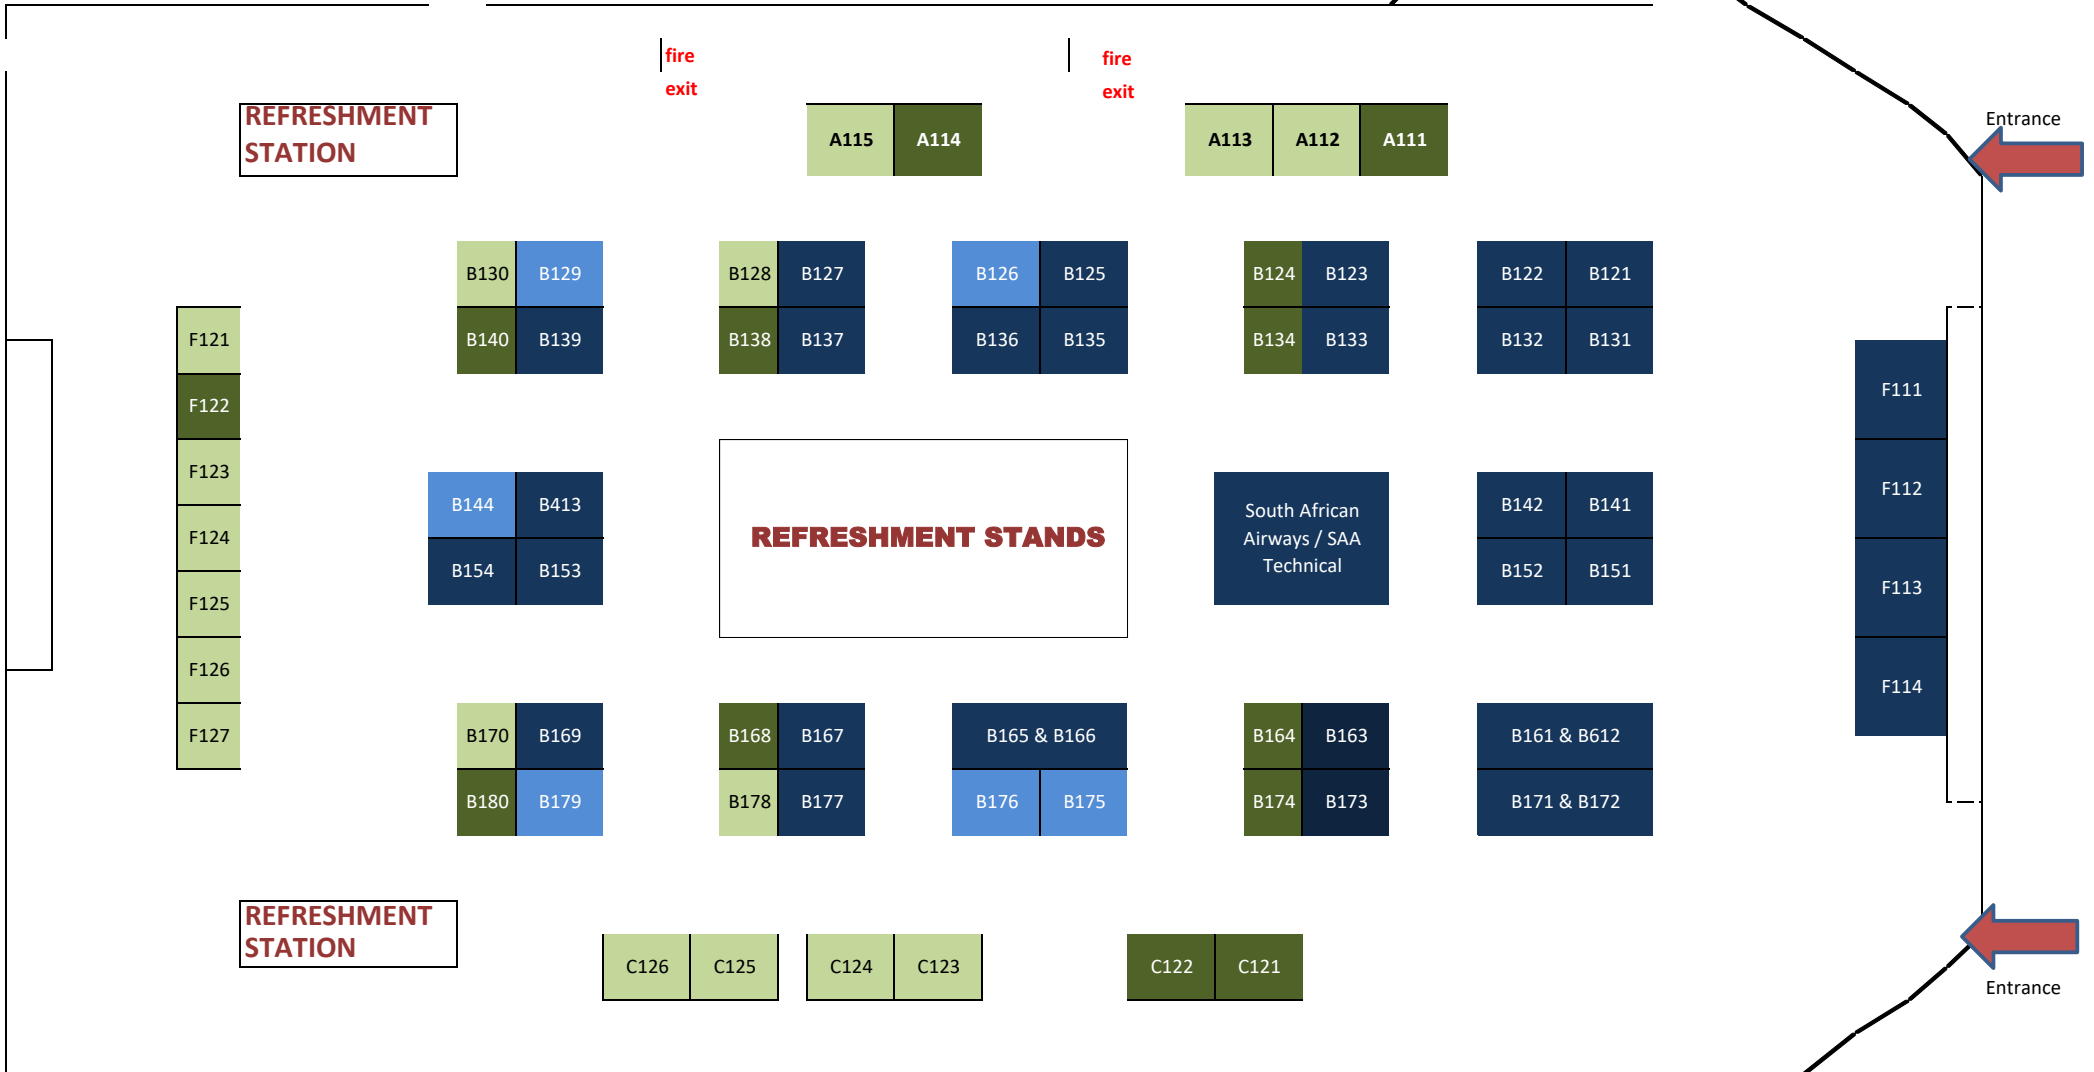 fire
exit
fire
exit
REFRESHMENT
STATION
A115 A114 A113 A112 A111
Entrance
B130 B129 B128 B127 B126 B125 B124 B123 B122 B121
B140 B139 B138 B137 B136 B135 B134 B133 B132 B131
F121
F122
F123
F124
F125
F126
F127
F111
F112
F113
F114
B144 B413
B154 B153
REFRESHMENT STANDS
South African
Airways / SAA
Technical
B142 B141
B152 B151
B170 B169 B168 B167 B165 & B166 B164 B163 B161 & B612
B180 B179 B178 B177 B176 B175 B174 B173 B171 & B172
REFRESHMENT
STATION
C126 C125 C124 C123 C122 C121
Entrance